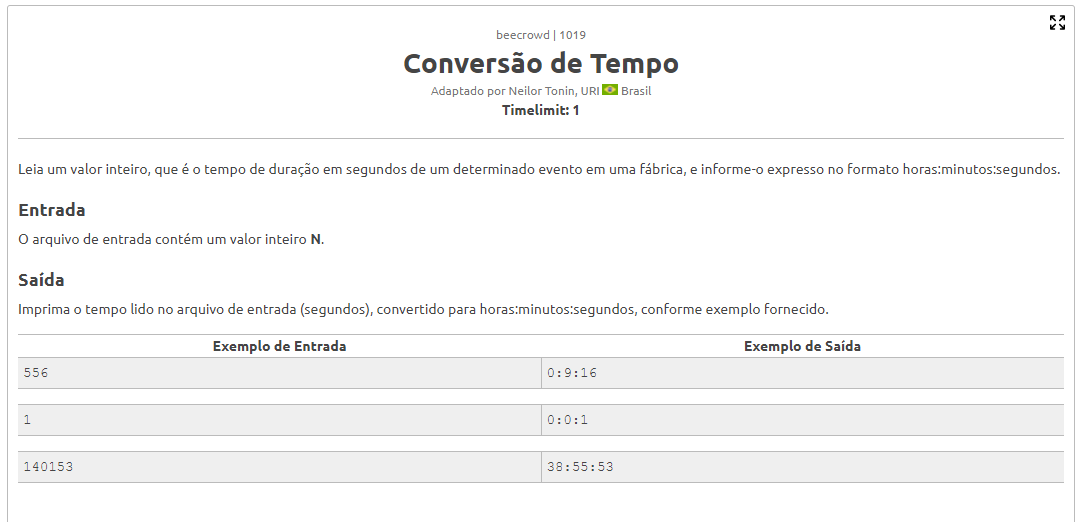 beecrowd | 1019
Conversão de Tempo
Adaptado por Neilor Tonin, URI Brasil
Timelimit: 1
Leia um valor inteiro, que é o tempo de duração em segundos de um determinado evento em uma fábrica, e informe-o expresso no formato horas:minutos:segundos.
Entrada
O arquivo de entrada contém um valor inteiro N.
Saída
Imprima o tempo lido no arquivo de entrada (segundos), convertido para horas:minutos:segundos, conforme exemplo fornecido.
Exemplo de Entrada Exemplo de Saída
556 0:9:16
1 0:0:1
140153 38:55:53